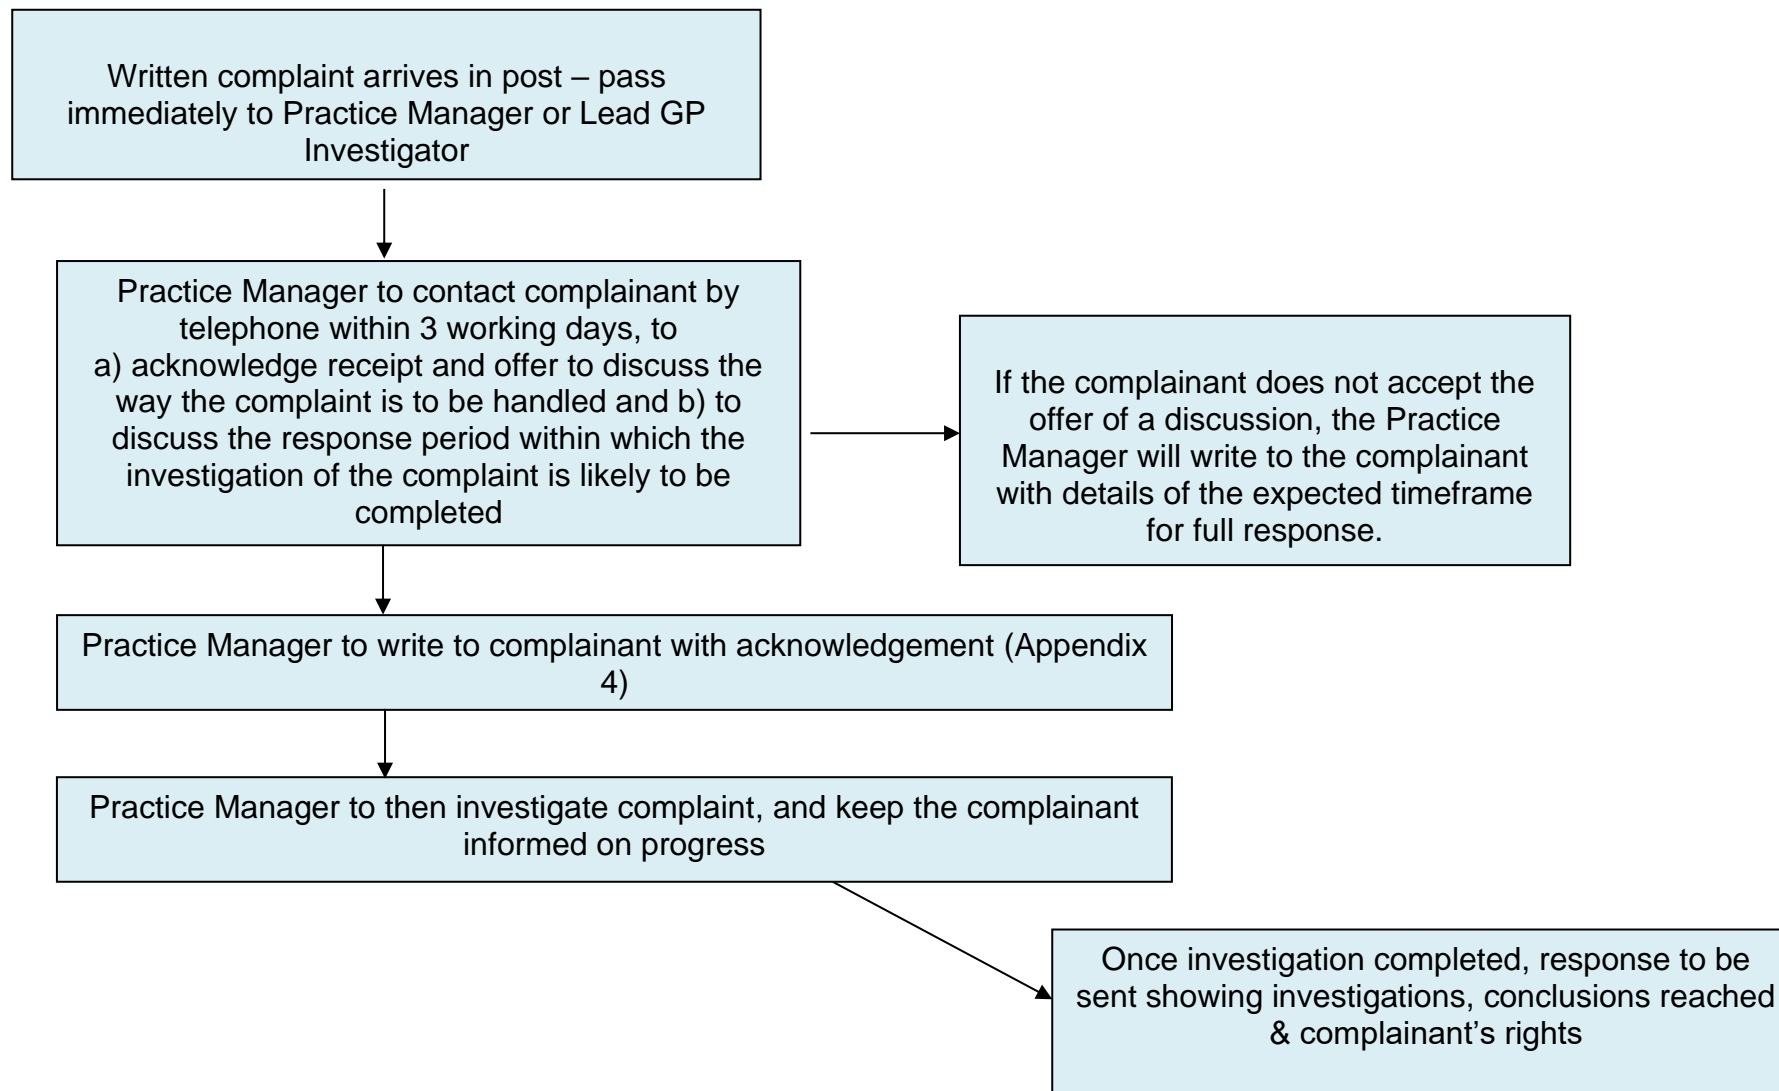 Written complaint arrives in post – pass
immediately to Practice Manager or Lead GP
Investigator
Practice Manager to contact complainant by
telephone within 3 working days, to
a) acknowledge receipt and offer to discuss the
way the complaint is to be handled and b) to
discuss the response period within which the
investigation of the complaint is likely to be
completed
If the complainant does not accept the
offer of a discussion, the Practice
Manager will write to the complainant
with details of the expected timeframe
for full response.
Practice Manager to write to complainant with acknowledgement (Appendix
4)
Practice Manager to then investigate complaint, and keep the complainant
informed on progress
Once investigation completed, response to be
sent showing investigations, conclusions reached
& complainant’s rights